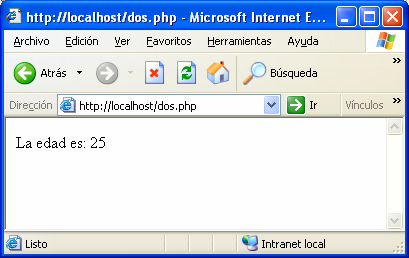 http://localhost/dos.php - Microsoft Internet E...
Archivo Edición Ver Favoritos Herramientas Ayuda
Atrás Búsqueda
Dirección http://localhost/dos.php Ir Vínculos
La edad es: 25
Listo Intranet local